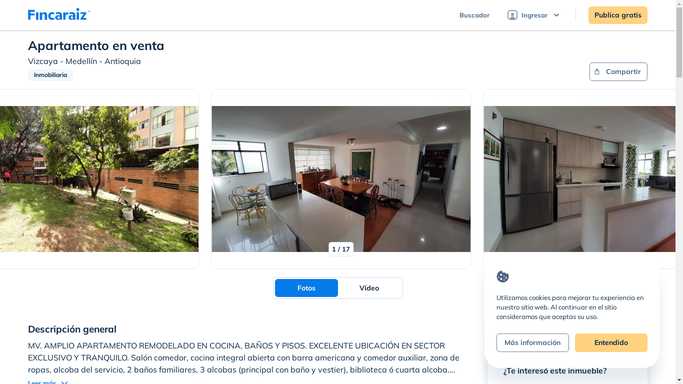 Fincaraiz
Buscador
Ingresar
Publica gratis
Apartamento en venta
Vizcaya - Medellín - Antioquia
Inmobiliaria
Compartir
1 / 17
Fotos
Video
Utilizamos cookies para mejorar tu experiencia en
nuestro sitio web. Al continuar en el sitio
consideramos que aceptas su uso.
Más información
Entendido
Descripción general
MV. AMPLIO APARTAMENTO REMODELADO EN COCINA, BAÑOS Y PISOS. EXCELENTE UBICACIÓN EN SECTOR
EXCLUSIVO Y TRANQUILO. Salón comedor, cocina integral abierta con barra americana y comedor auxiliar, zona de
ropas, alcoba del servicio, 2 baños familiares, 3 alcobas (principal con baño y vestier), biblioteca ó cuarta alcoba....
Leer más
¿Te interesó este inmueble?